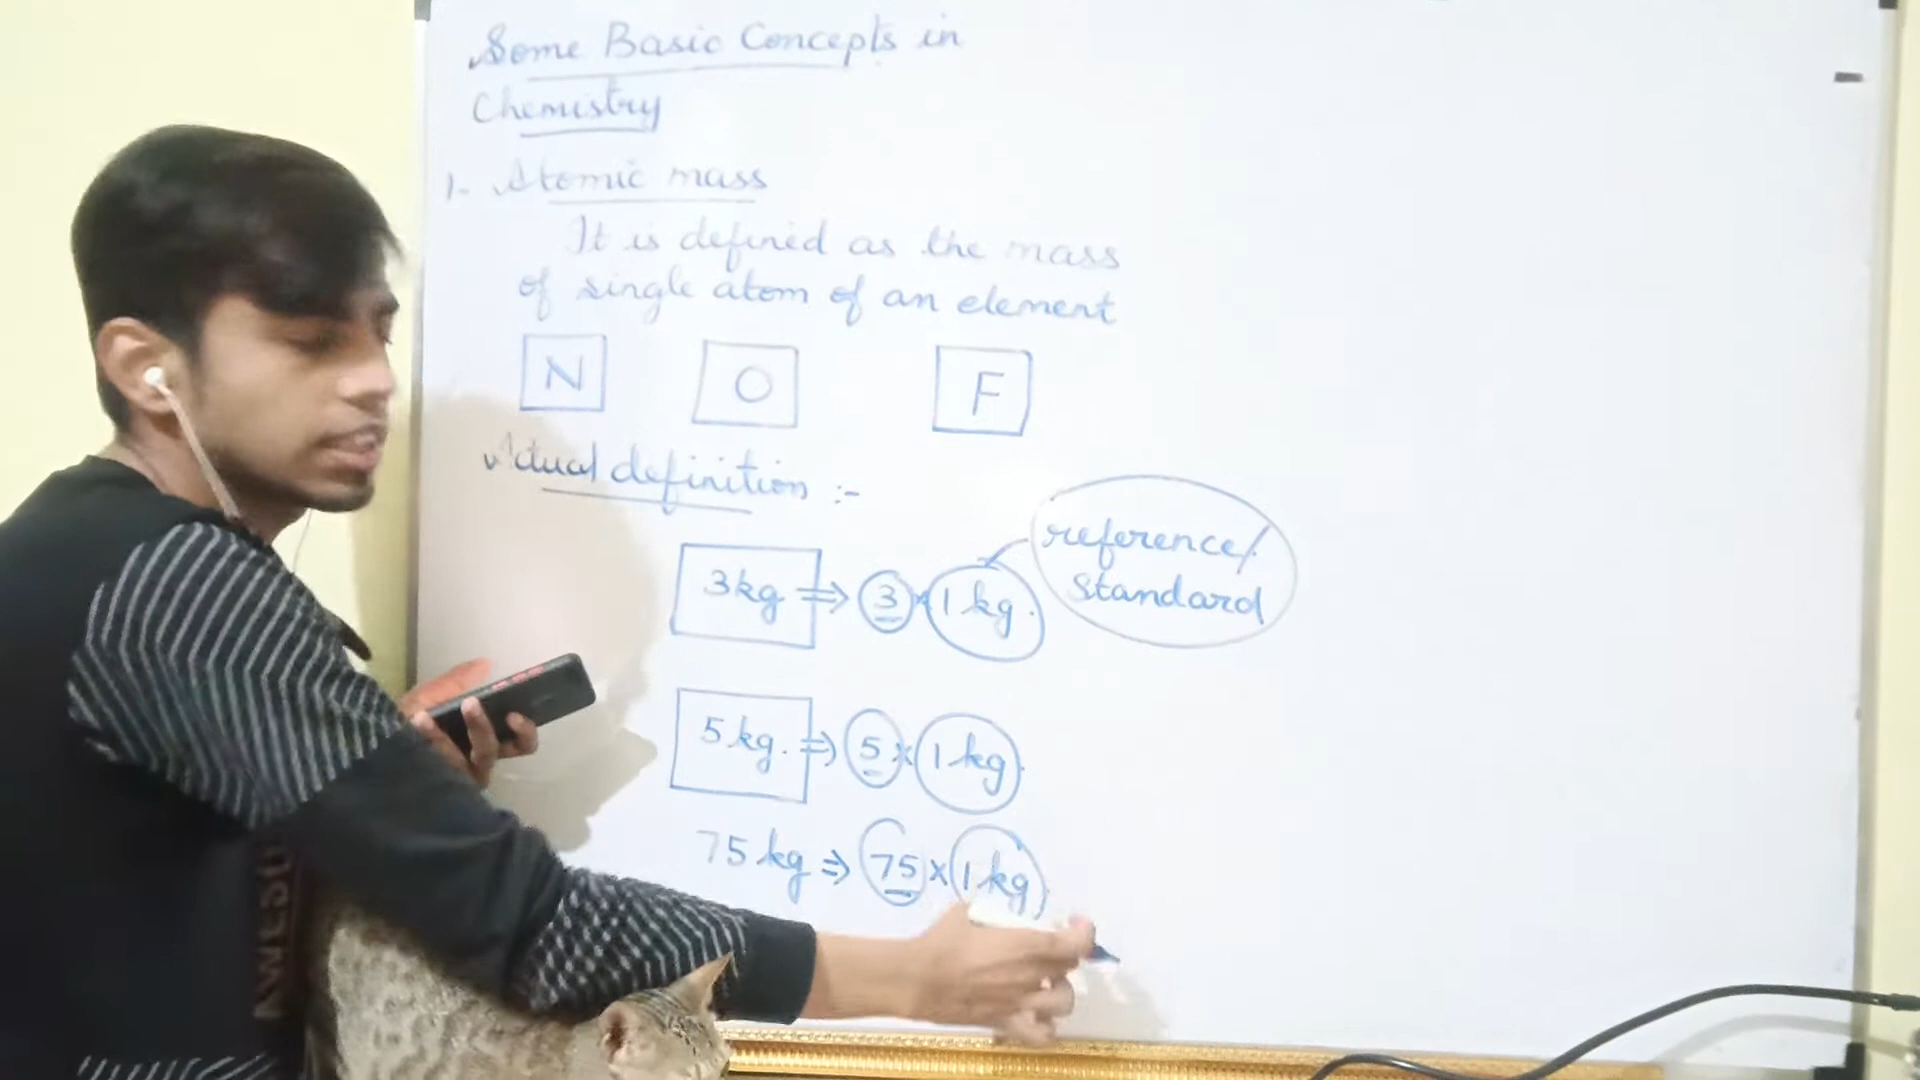 Some Basic Concepts in
Chemistry
1- Atomic mass
It is defined as the mass
of single atom of an element
N O F
Actual definition :-
reference/
Standard
3kg ⇒ 3 × 1 kg.
5 kg. ⇒ 5 × 1 kg.
75 kg ⇒ 75 × 1 kg.